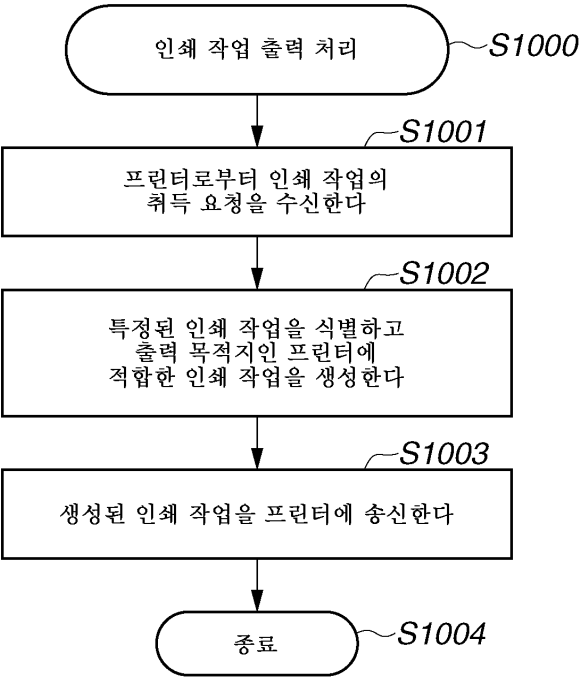 인쇄 작업 출력 처리
S1000
S1001
프린터로부터 인쇄 작업의
취득 요청을 수신한다
S1002
특정된 인쇄 작업을 식별하고
출력 목적지인 프린터에
적합한 인쇄 작업을 생성한다
S1003
생성된 인쇄 작업을 프린터에 송신한다
종료
S1004